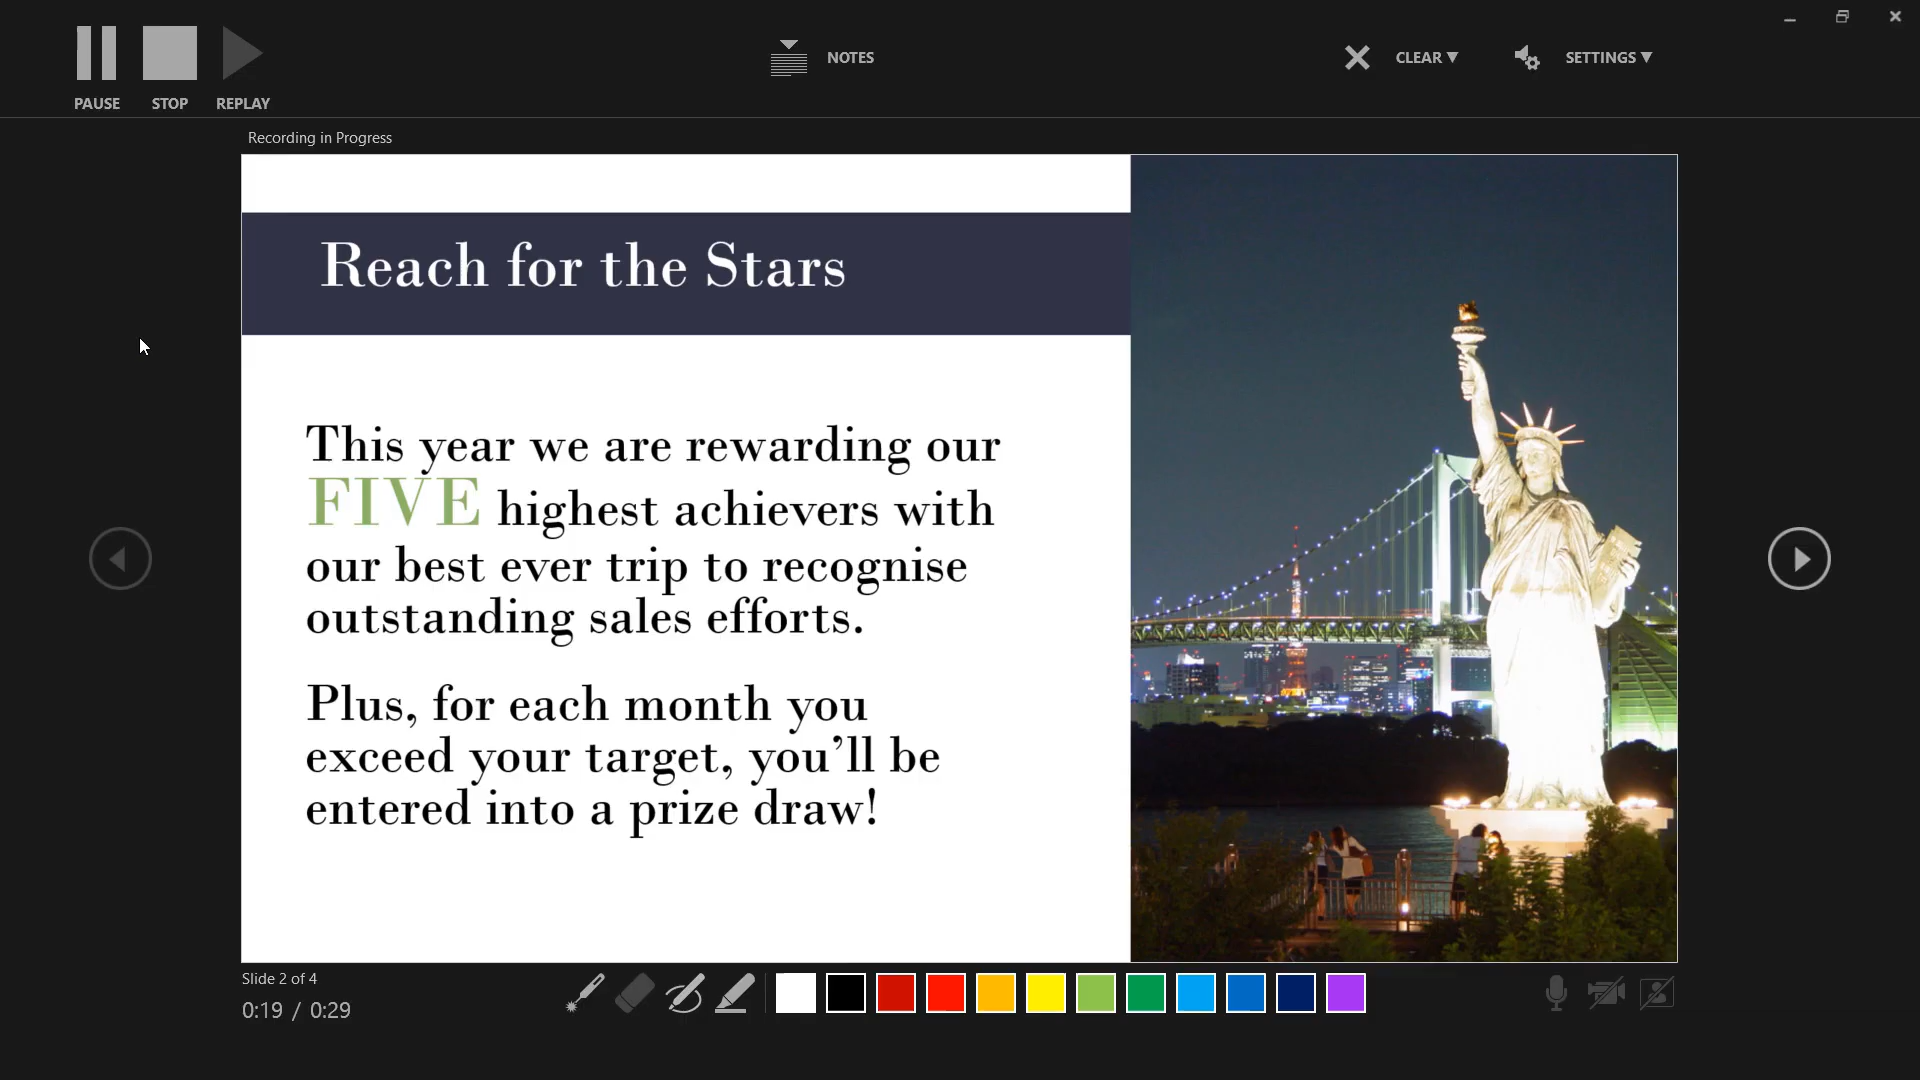 PAUSE STOP REPLAY
NOTES
CLEAR
SETTINGS
Recording in Progress
Reach for the Stars
This year we are rewarding our
FIVE highest achievers with
our best ever trip to recognise
outstanding sales efforts.
Plus, for each month you
exceed your target, you’ll be
entered into a prize draw!
Slide 2 of 4
0:19 / 0:29